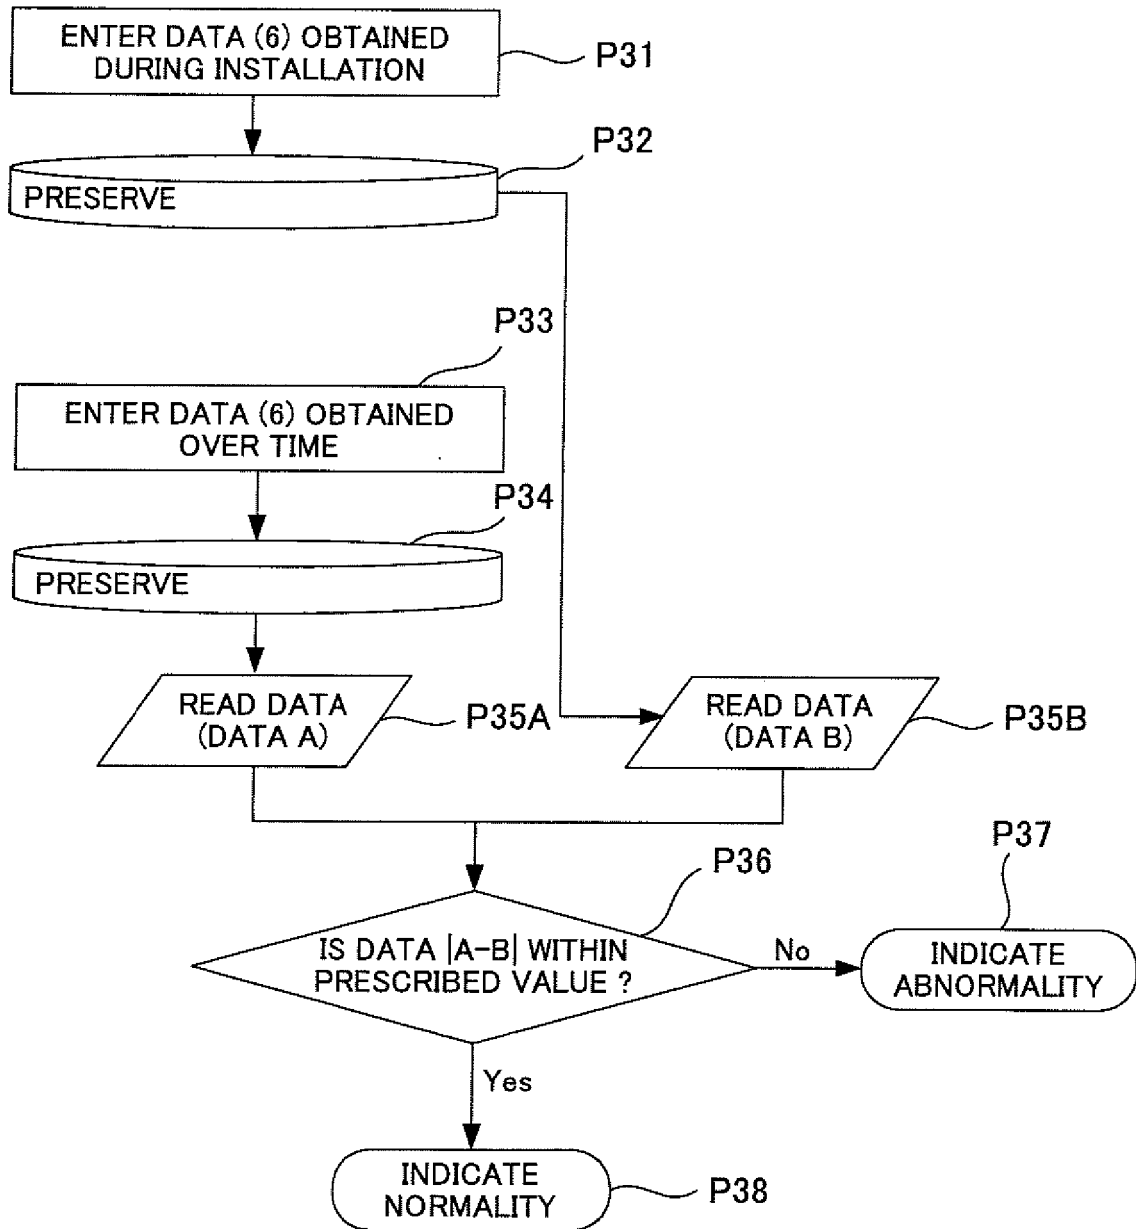 ENTER DATA (6) OBTAINED
DURING INSTALLATION
P31
P32
PRESERVE
P33
ENTER DATA (6) OBTAINED
OVER TIME
P34
PRESERVE
READ DATA
(DATA A)
P35A
READ DATA
(DATA B)
P35B
P36
P37
IS DATA |A-B| WITHIN
PRESCRIBED VALUE ?
No
INDICATE
ABNORMALITY
Yes
INDICATE
NORMALITY
P38